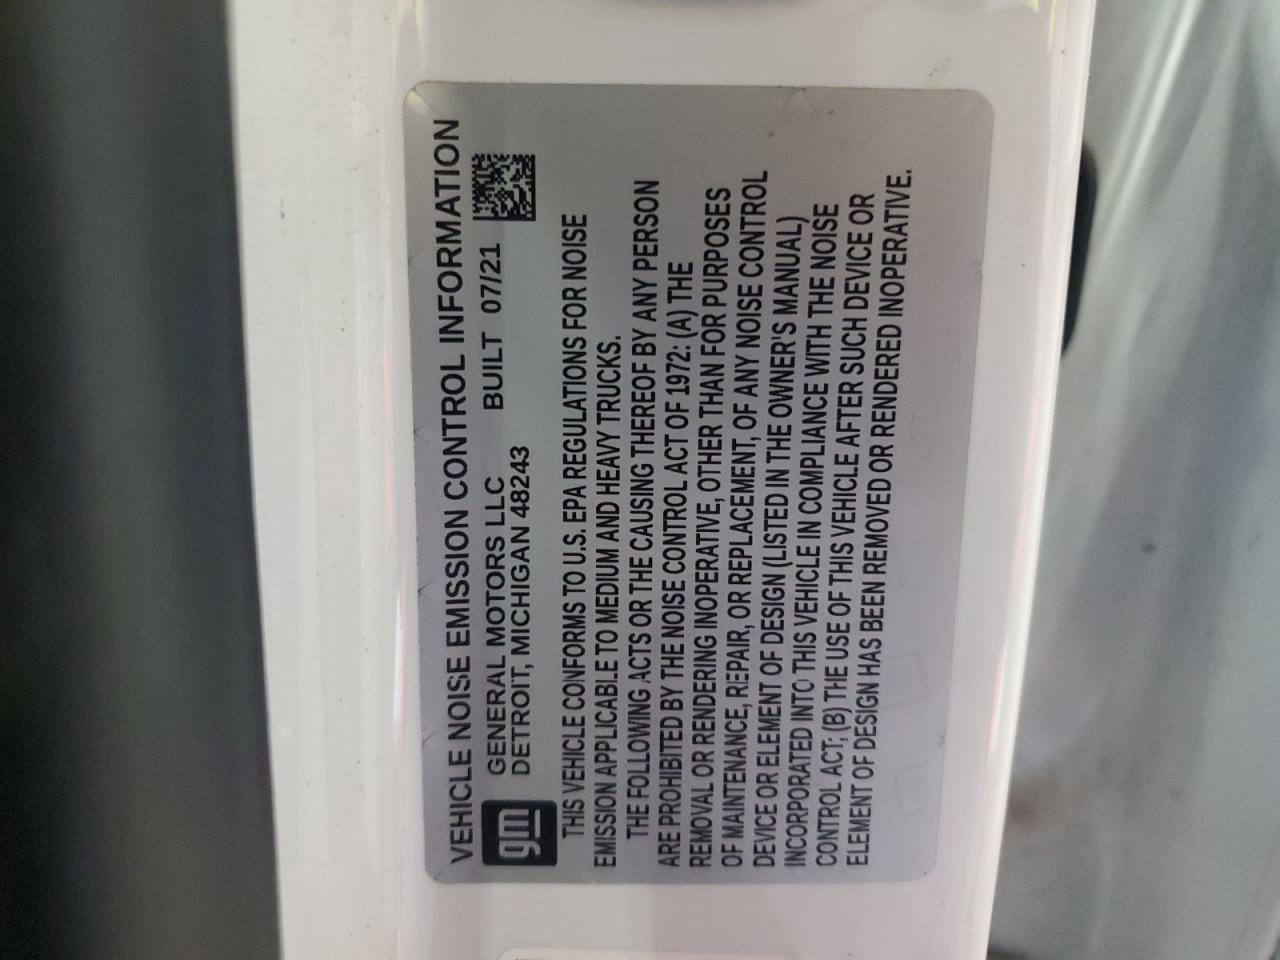 VEHICLE NOISE EMISSION CONTROL INFORMATION
gm
GENERAL MOTORS LLC BUILT 07/21
DETROIT, MICHIGAN 48243
THIS VEHICLE CONFORMS TO U.S. EPA REGULATIONS FOR NOISE
EMISSION APPLICABLE TO MEDIUM AND HEAVY TRUCKS.
THE FOLLOWING ACTS OR THE CAUSING THEREOF BY ANY PERSON
ARE PROHIBITED BY THE NOISE CONTROL ACT OF 1972: (A) THE
REMOVAL OR RENDERING INOPERATIVE, OTHER THAN FOR PURPOSES
OF MAINTENANCE, REPAIR, OR REPLACEMENT, OF ANY NOISE CONTROL
DEVICE OR ELEMENT OF DESIGN (LISTED IN THE OWNER'S MANUAL)
INCORPORATED INTO THIS VEHICLE IN COMPLIANCE WITH THE NOISE
CONTROL ACT; (B) THE USE OF THIS VEHICLE AFTER SUCH DEVICE OR
ELEMENT OF DESIGN HAS BEEN REMOVED OR RENDERED INOPERATIVE.